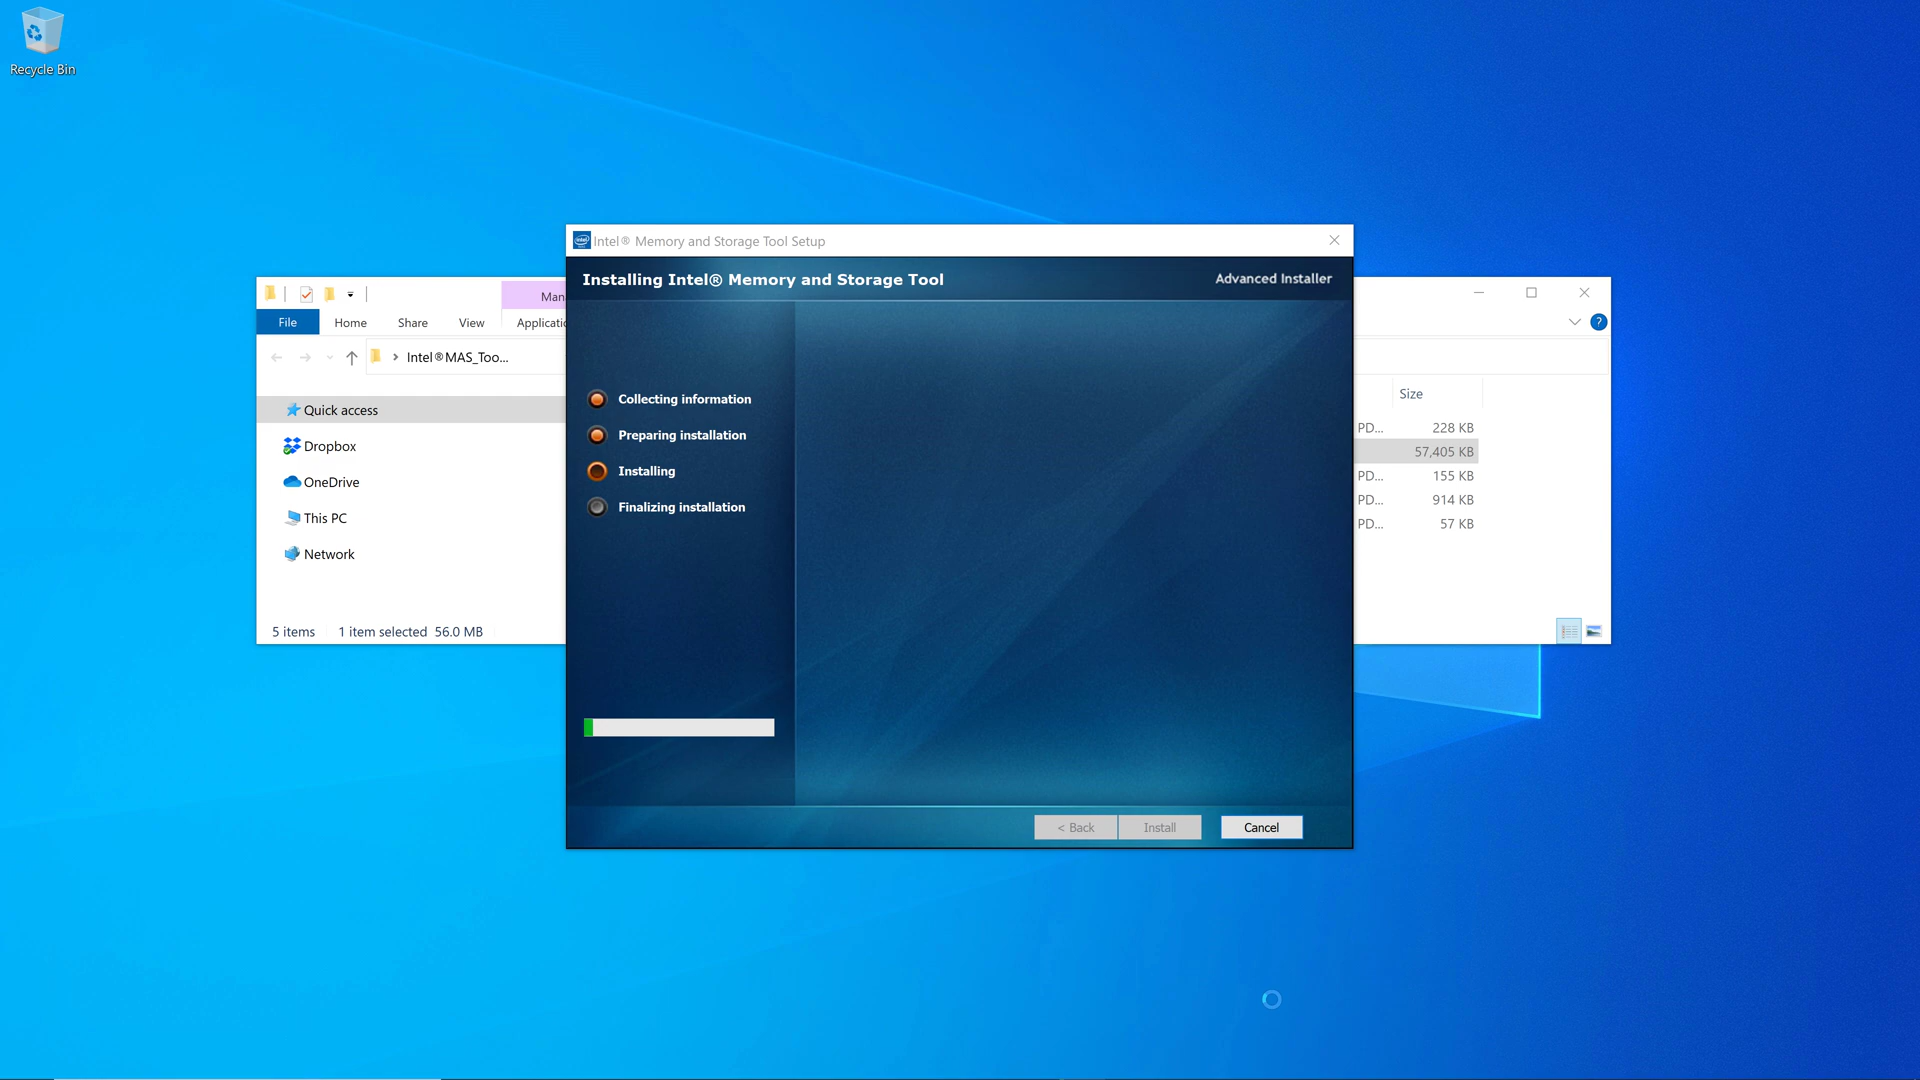 Recycle Bin
Intel® Memory and Storage Tool Setup
Installing Intel® Memory and Storage Tool
Advanced Installer
Collecting information
Preparing installation
Installing
Finalizing installation
< Back
Install
Cancel
File
Home
Share
View
Intel®MAS_Too...
Quick access
Dropbox
OneDrive
This PC
Network
5 items
1 item selected 56.0 MB
?
Size
PD... 228 KB
57,405 KB
PD... 155 KB
PD... 914 KB
PD... 57 KB